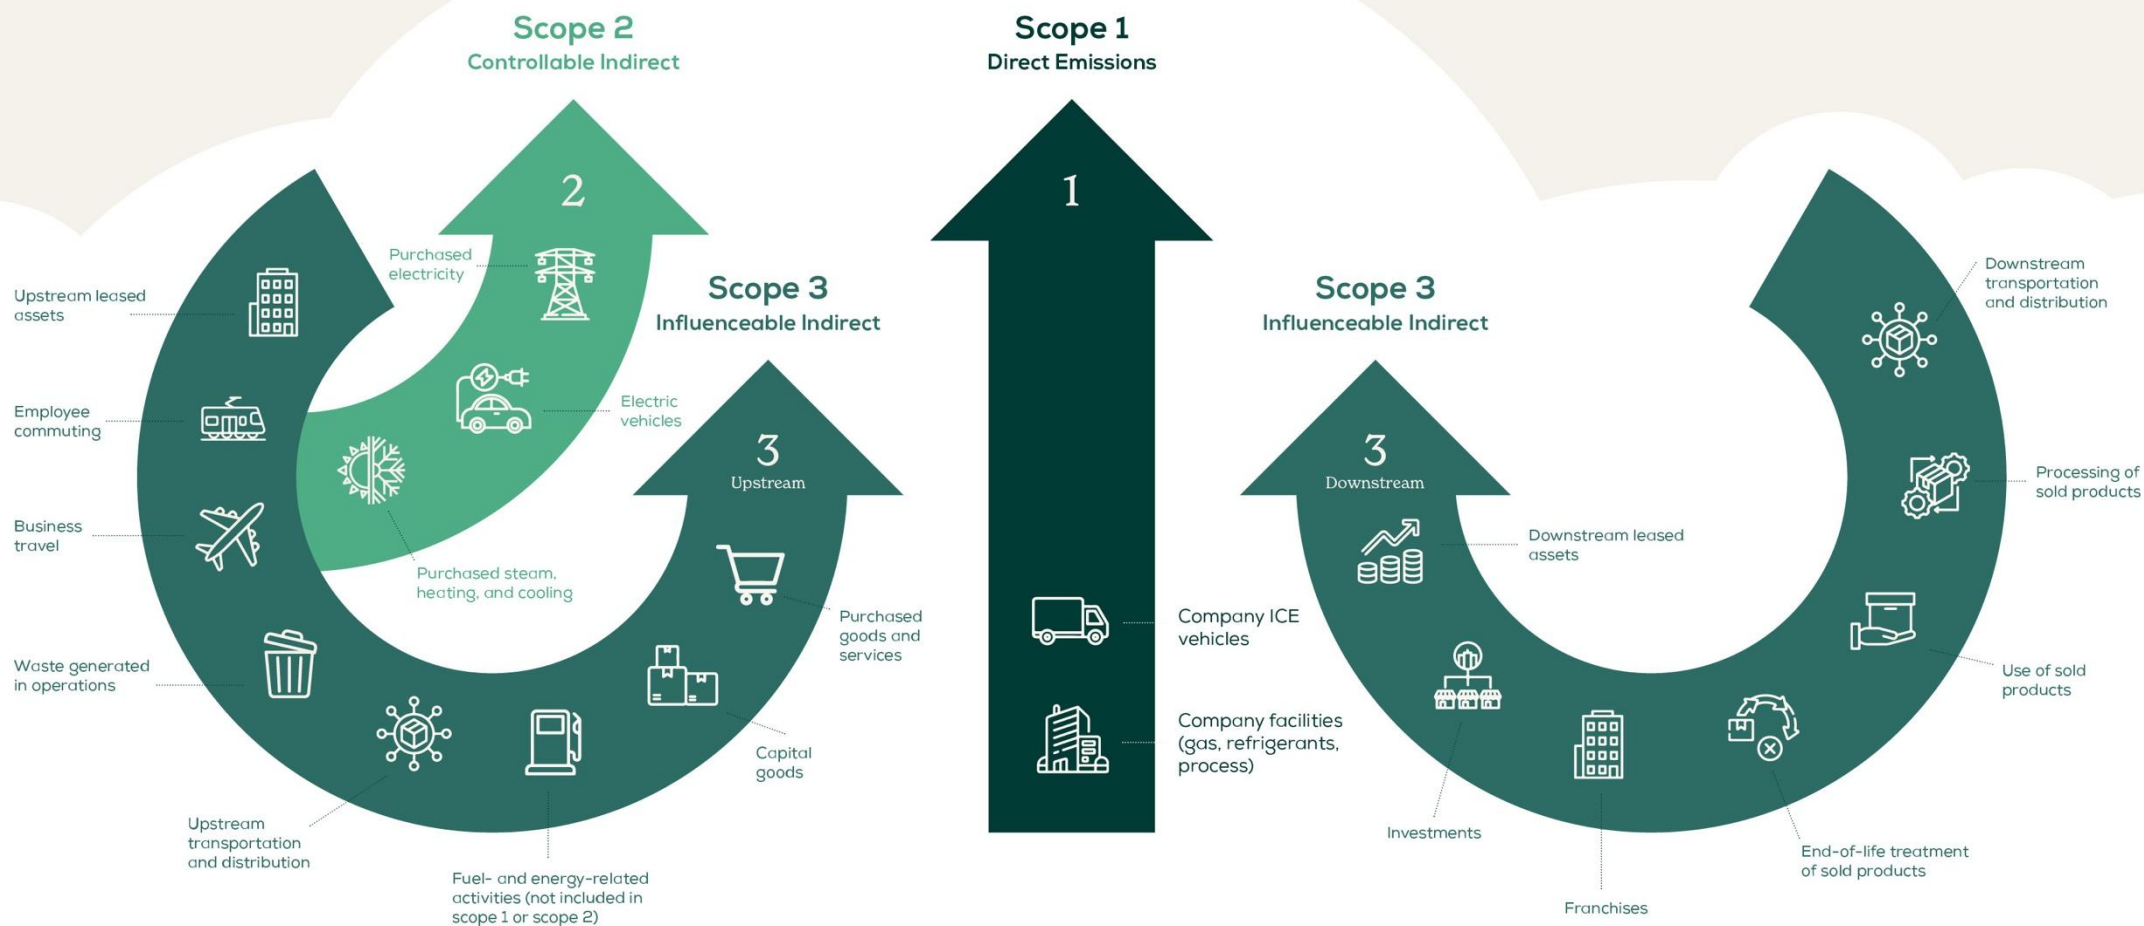 Scope 2
Controllable Indirect
2
Purchased
electricity
Electric
vehicles
Purchased steam,
heating, and cooling
Scope 3
Influenceable Indirect
3
Upstream
Upstream leased
assets
Employee
commuting
Business
travel
Waste generated
in operations
Upstream
transportation
and distribution
Fuel- and energy-related
activities (not included in
scope 1 or scope 2)
Capital
goods
Purchased
goods and
services
Scope 1
Direct Emissions
1
Company ICE
vehicles
Company facilities
(gas, refrigerants,
process)
Scope 3
Influenceable Indirect
3
Downstream
Downstream leased
assets
Investments
Franchises
End-of-life treatment
of sold products
Use of sold
products
Processing of
sold products
Downstream
transportation
and distribution